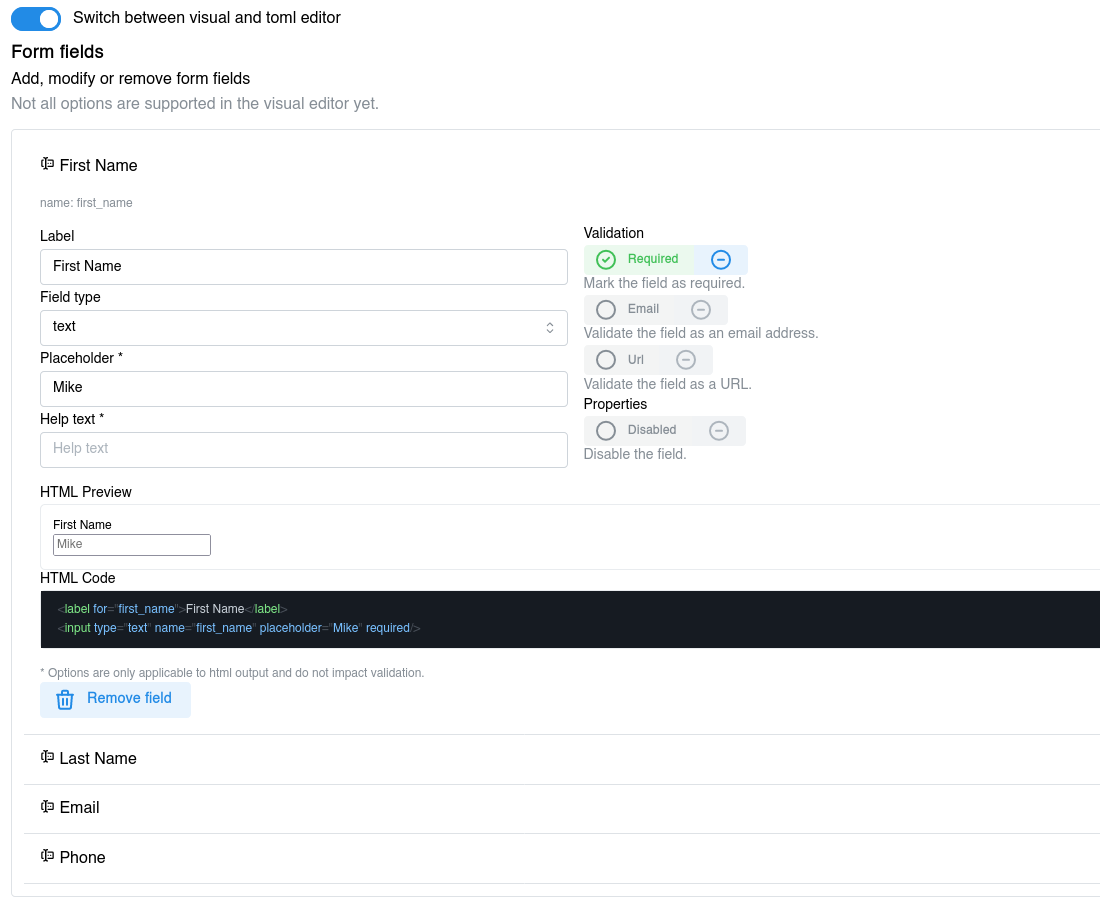 Switch between visual and toml editor
Form fields
Add, modify or remove form fields
Not all options are supported in the visual editor yet.
First Name
name: first_name
Label
First Name
Field type
text
Placeholder *
Mike
Help text *
Help text
Validation
Required
Mark the field as required.
Email
Validate the field as an email address.
Url
Validate the field as a URL.
Properties
Disabled
Disable the field.
HTML Preview
First Name
Mike
HTML Code
<label for="first_name">First Name</label>
<input type="text" name="first_name" placeholder="Mike" required/>
* Options are only applicable to html output and do not impact validation.
Remove field
Last Name
Email
Phone